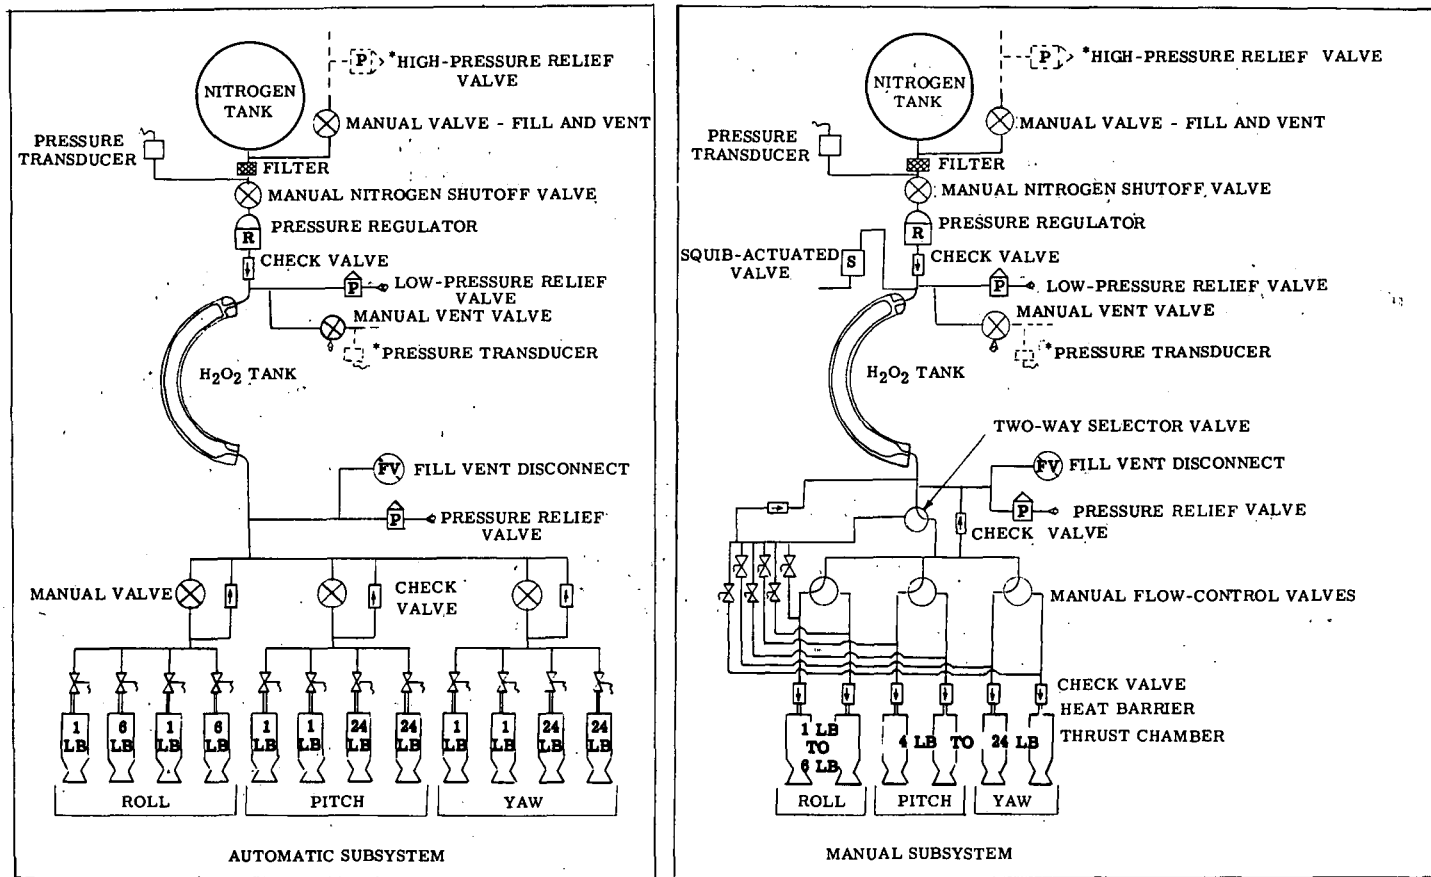 *HIGH-PRESSURE RELIEF
VALVE
NITROGEN
TANK
MANUAL VALVE - FILL AND VENT
PRESSURE
TRANSDUCER
FILTER
MANUAL NITROGEN SHUTOFF VALVE
PRESSURE REGULATOR
R
CHECK VALVE
P
LOW-PRESSURE RELIEF
VALVE
MANUAL VENT VALVE
*PRESSURE TRANSDUCER
H2O2 TANK
FV
FILL VENT DISCONNECT
P
PRESSURE RELIEF
VALVE
MANUAL VALVE
CHECK
VALVE
1 LB
6 LB
1 LB
6 LB
1 LB
1 LB
24 LB
24 LB
1 LB
1 LB
24 LB
24 LB
ROLL
PITCH
YAW
AUTOMATIC SUBSYSTEM
P
*HIGH-PRESSURE RELIEF VALVE
P
NITROGEN
TANK
MANUAL VALVE - FILL AND VENT
PRESSURE
TRANSDUCER
FILTER
MANUAL NITROGEN SHUTOFF VALVE
PRESSURE REGULATOR
R
SQUIB-ACTUATED
VALVE
S
CHECK VALVE
P
LOW-PRESSURE RELIEF VALVE
MANUAL VENT VALVE
*PRESSURE TRANSDUCER
H2O2 TANK
TWO-WAY SELECTOR VALVE
FV
FILL VENT DISCONNECT
P
PRESSURE RELIEF VALVE
CHECK VALVE
MANUAL FLOW-CONTROL VALVES
CHECK VALVE
HEAT BARRIER
THRUST CHAMBER
1 LB
TO
6 LB
4 LB TO 24 LB
ROLL
PITCH
YAW
MANUAL SUBSYSTEM